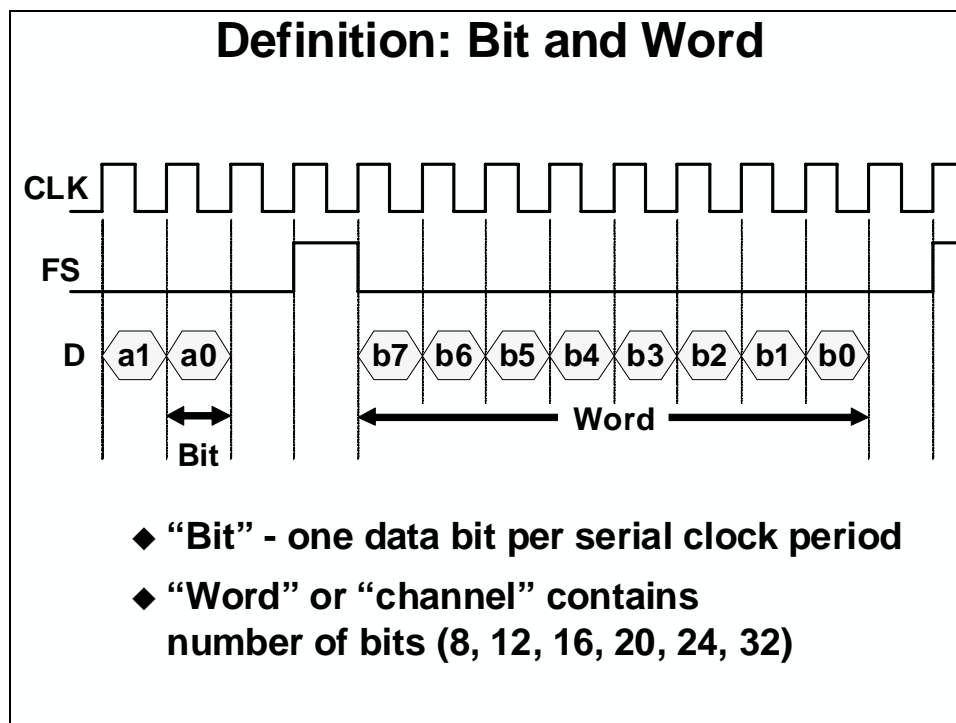 Definition: Bit and Word
CLK
FS
D a1 a0 b7 b6 b5 b4 b3 b2 b1 b0
Word
Bit
◆ “Bit” - one data bit per serial clock period
◆ “Word” or “channel” contains
number of bits (8, 12, 16, 20, 24, 32)